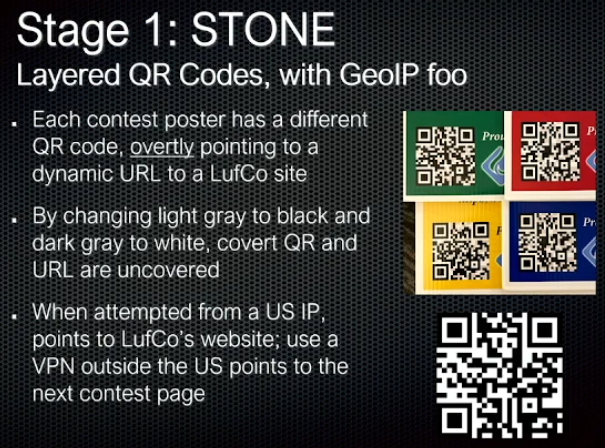 Stage 1: STONE
Layered QR Codes, with GeoIP foo
Each contest poster has a different
QR code, overtly pointing to a
dynamic URL to a LufCo site
By changing light gray to black and
dark gray to white, covert QR and
URL are uncovered
When attempted from a US IP,
points to LufCo's website; use a
VPN outside the US points to the
next contest page